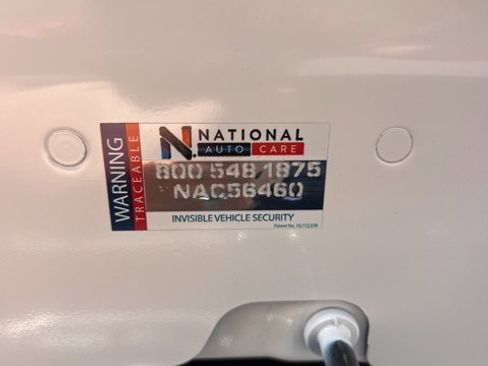 WARNING
TRACEABLE
N. NATIONAL
AUTO CARE
800 548 1875
NAC56460
INVISIBLE VEHICLE SECURITY